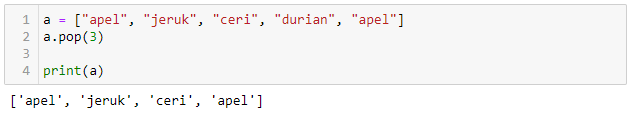 1 a = ["apel", "jeruk", "ceri", "durian", "apel"]
2 a.pop(3)
3
4 print(a)
['apel', 'jeruk', 'ceri', 'apel']